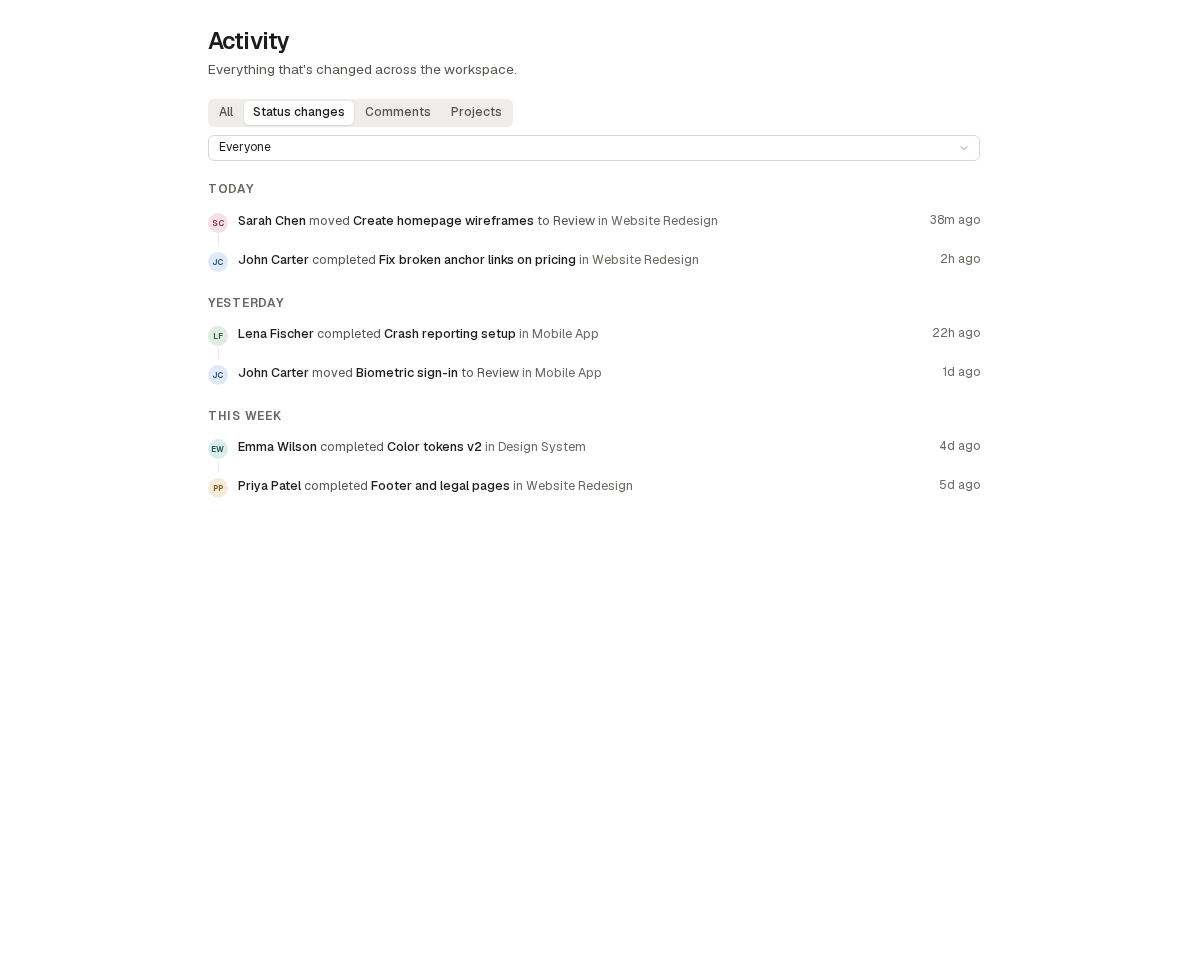 Activity
Everything that's changed across the workspace.
All Status changes Comments Projects
Everyone
TODAY
SC Sarah Chen moved Create homepage wireframes to Review in Website Redesign 38m ago
JC John Carter completed Fix broken anchor links on pricing in Website Redesign 2h ago
YESTERDAY
LF Lena Fischer completed Crash reporting setup in Mobile App 22h ago
JC John Carter moved Biometric sign-in to Review in Mobile App 1d ago
THIS WEEK
EW Emma Wilson completed Color tokens v2 in Design System 4d ago
PP Priya Patel completed Footer and legal pages in Website Redesign 5d ago